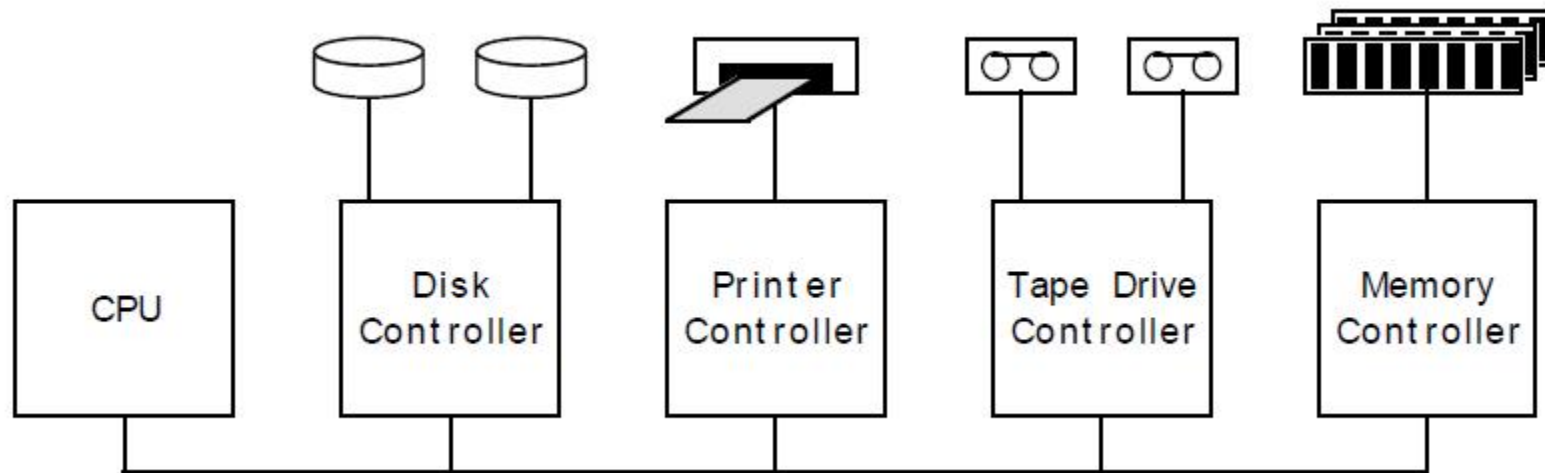 CPU
Disk
Controller
Printer
Controller
Tape Drive
Controller
Memory
Controller